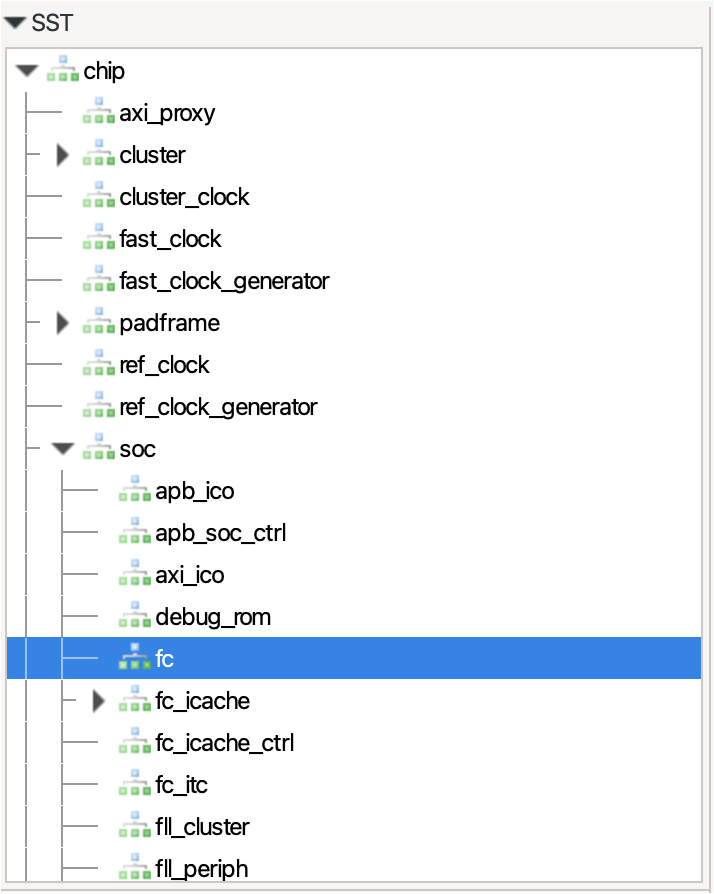 SST
chip
axi_proxy
cluster
cluster_clock
fast_clock
fast_clock_generator
padframe
ref_clock
ref_clock_generator
soc
apb_ico
apb_soc_ctrl
axi_ico
debug_rom
fc
fc_icache
fc_icache_ctrl
fc_itc
fll_cluster
fll_periph